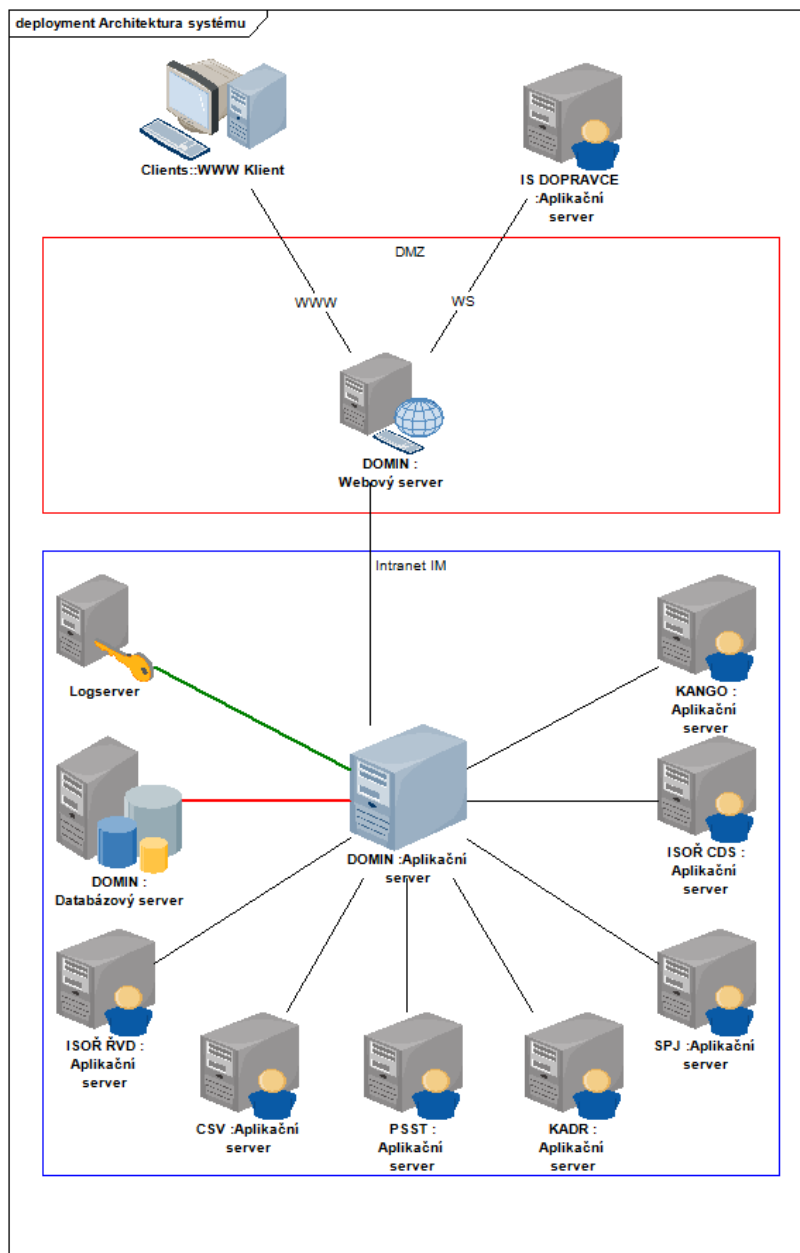 deployment Architektura systému
Clients::WWW Klient
IS DOPRAVCE
:Aplikační
server
DMZ
WWW
WS
DOMIN :
Webový server
Intranet IM
Logserver
KANGO :
Aplikační
server
DOMIN :
Databázový server
DOMIN :Aplikační
server
ISOŘ CDS :
Aplikační
server
ISOŘ ŘVD :
Aplikační
server
SPJ :Aplikační
server
CSV :Aplikační
server
PSST :
Aplikační
server
KADR :
Aplikační
server